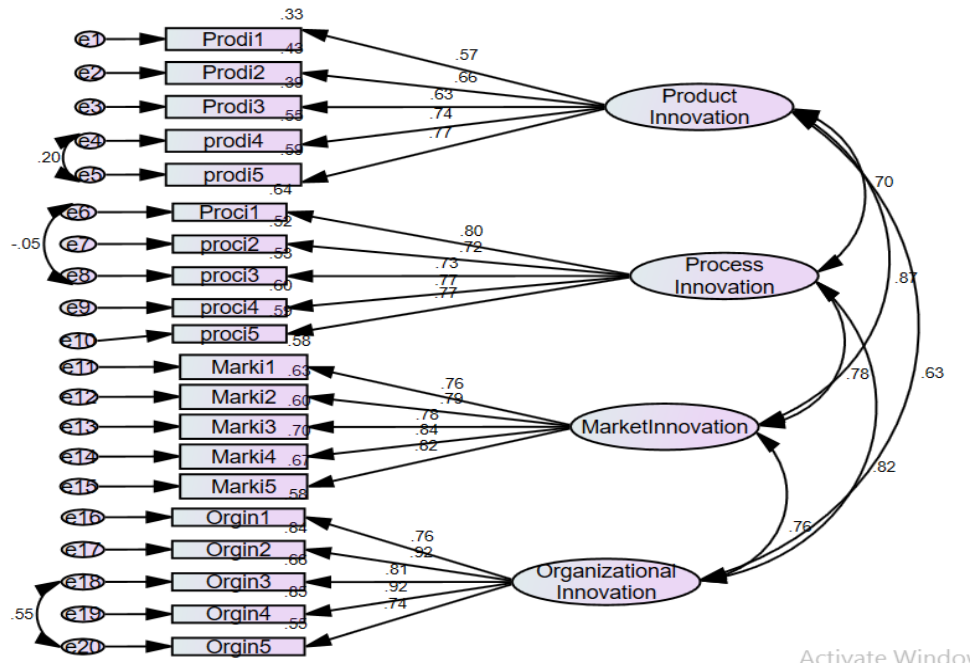 .33
e1 Prodi1
.57
.43
e2 Prodi2
.66
.39
e3 Prodi3
.63
Product
Innovation
.55
e4 prodi4
.74
.20
.59
e5 prodi5
.77
.70
.64
e6 Proci1
.80
.52
-.05
e7 proci2
.72
.53
e8 proci3
.73
Process
Innovation
.60
e9 proci4
.77
.87
.59
e10 proci5
.77
.58
e11 Marki1
.76
.63
e12 Marki2
.79
.78
.63
.60
e13 Marki3
.78
MarketInnovation
.70
e14 Marki4
.84
.67
e15 Marki5
.82
.82
.58
e16 Orgin1
.76
.76
.84
e17 Orgin2
.92
.66
e18 Orgin3
.81
Organizational
Innovation
.85
.55
e19 Orgin4
.92
.55
e20 Orgin5
.74
Activate Window